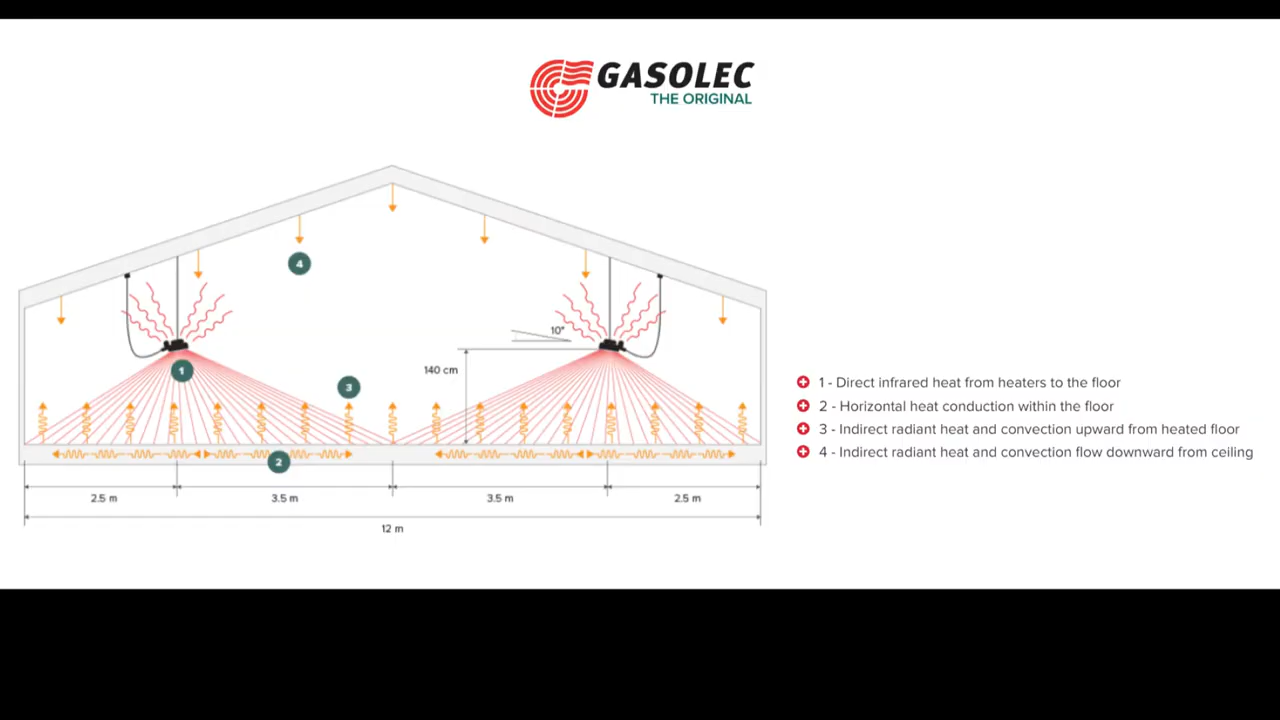 GASOLEC
THE ORIGINAL
4
10°
140 cm
1
3
2
2.5 m 3.5 m 3.5 m 2.5 m
12 m
1 - Direct infrared heat from heaters to the floor
2 - Horizontal heat conduction within the floor
3 - Indirect radiant heat and convection upward from heated floor
4 - Indirect radiant heat and convection flow downward from ceiling